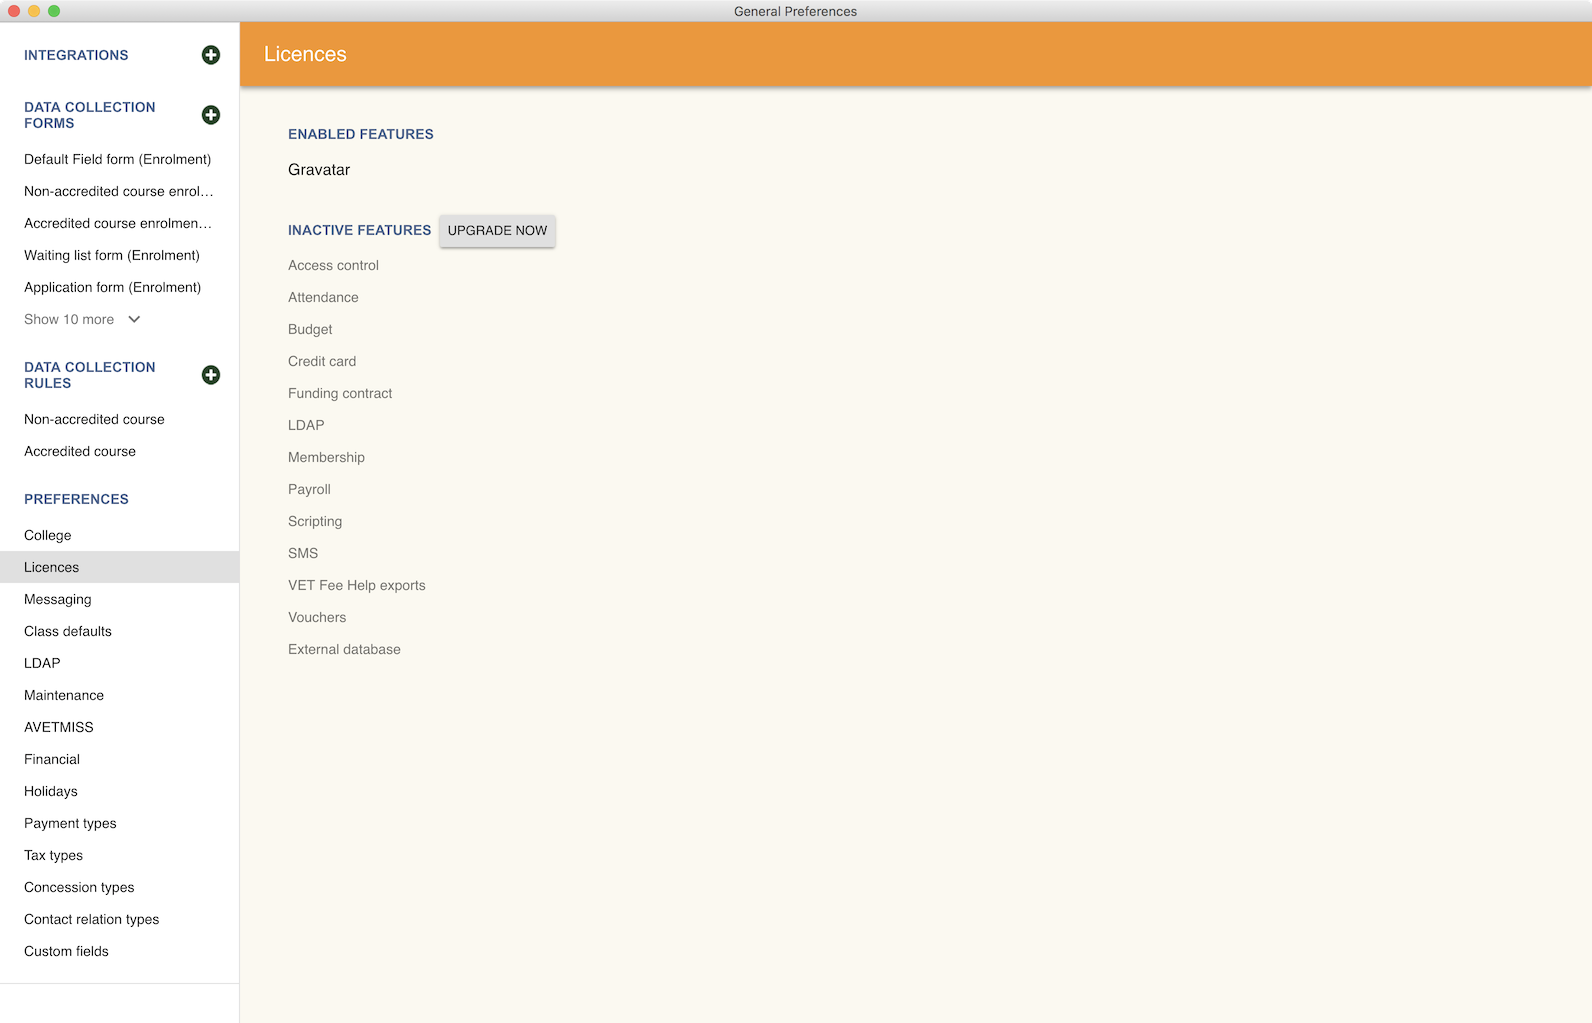 General Preferences
INTEGRATIONS
DATA COLLECTION
FORMS
Default Field form (Enrolment)
Non-accredited course enrol…
Accredited course enrolmen…
Waiting list form (Enrolment)
Application form (Enrolment)
Show 10 more
DATA COLLECTION
RULES
Non-accredited course
Accredited course
PREFERENCES
College
Licences
Messaging
Class defaults
LDAP
Maintenance
AVETMISS
Financial
Holidays
Payment types
Tax types
Concession types
Contact relation types
Custom fields
Licences
ENABLED FEATURES
Gravatar
INACTIVE FEATURES UPGRADE NOW
Access control
Attendance
Budget
Credit card
Funding contract
LDAP
Membership
Payroll
Scripting
SMS
VET Fee Help exports
Vouchers
External database